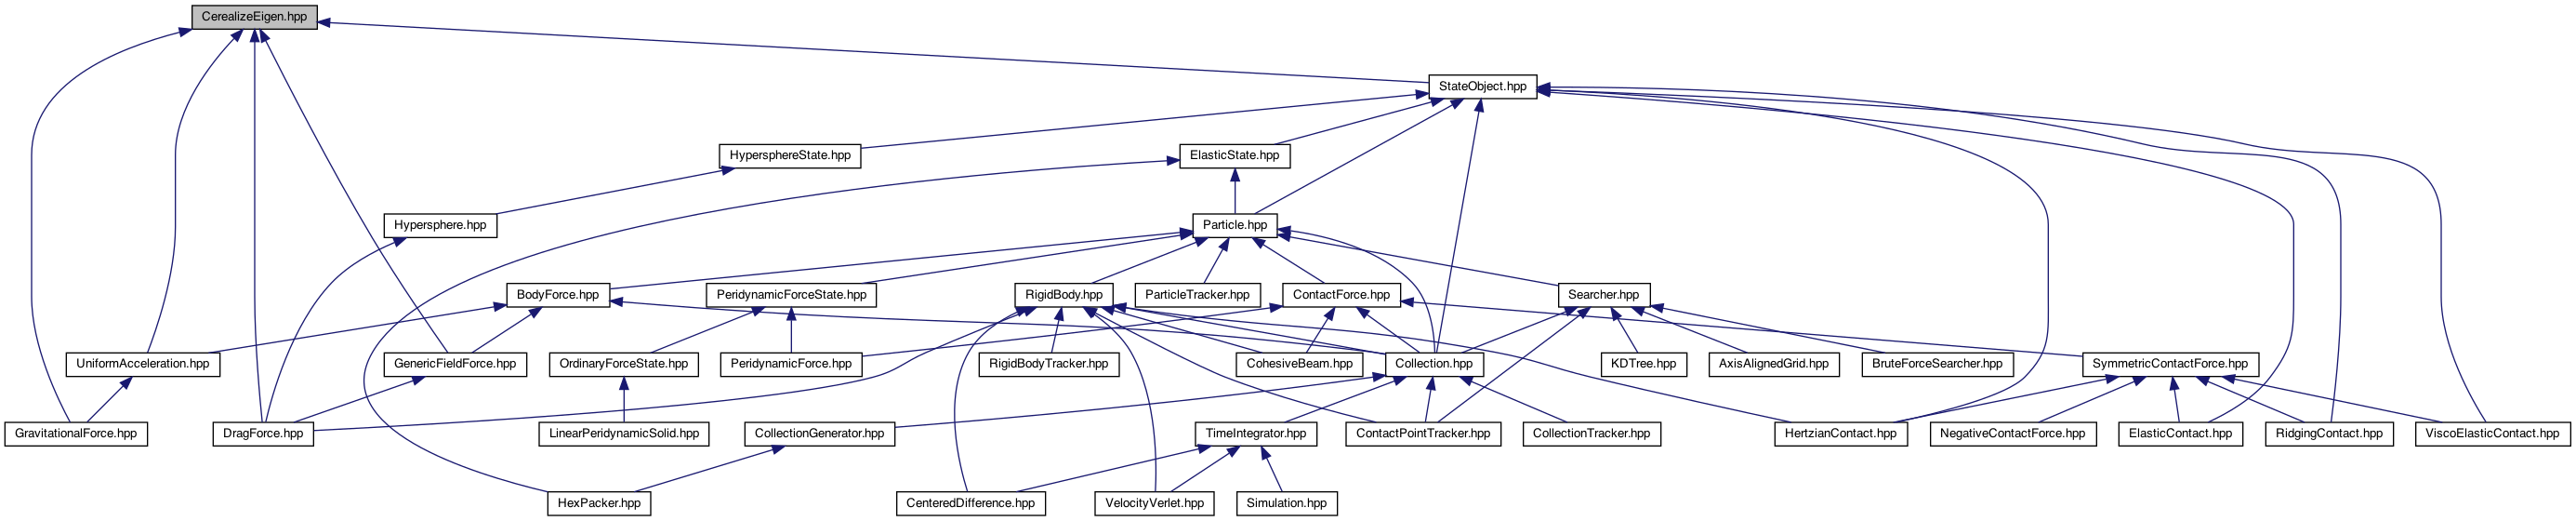 CerealizeEigen.hpp
StateObject.hpp
HypersphereState.hpp
ElasticState.hpp
Hypersphere.hpp
Particle.hpp
BodyForce.hpp
PeridynamicForceState.hpp
RigidBody.hpp
ParticleTracker.hpp
ContactForce.hpp
Searcher.hpp
UniformAcceleration.hpp
GenericFieldForce.hpp
OrdinaryForceState.hpp
PeridynamicForce.hpp
RigidBodyTracker.hpp
CohesiveBeam.hpp
Collection.hpp
KDTree.hpp
AxisAlignedGrid.hpp
BruteForceSearcher.hpp
SymmetricContactForce.hpp
GravitationalForce.hpp
DragForce.hpp
LinearPeridynamicSolid.hpp
CollectionGenerator.hpp
TimeIntegrator.hpp
ContactPointTracker.hpp
CollectionTracker.hpp
HertzianContact.hpp
NegativeContactForce.hpp
ElasticContact.hpp
RidgingContact.hpp
ViscoElasticContact.hpp
HexPacker.hpp
CenteredDifference.hpp
VelocityVerlet.hpp
Simulation.hpp